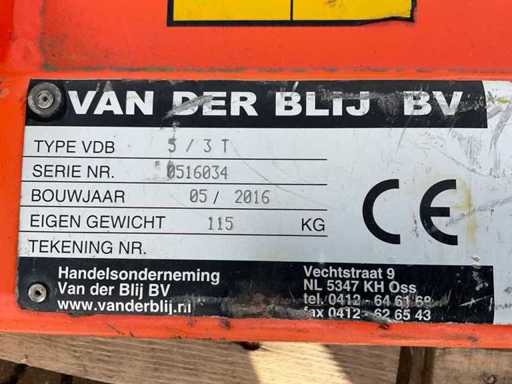 VAN DER BLIJ BV
TYPE VDB 5 / 3 T
SERIE NR. 0516034
BOUWJAAR 05 / 2016
EIGEN GEWICHT 115 KG
TEKENING NR.
CE
Handelsonderneming
Van der Blij BV
www.vanderblij.nl
Vechtstraat 9
NL 5347 KH Oss
tel. 0412 - 64 61 68
fax 0412 - 62 65 43